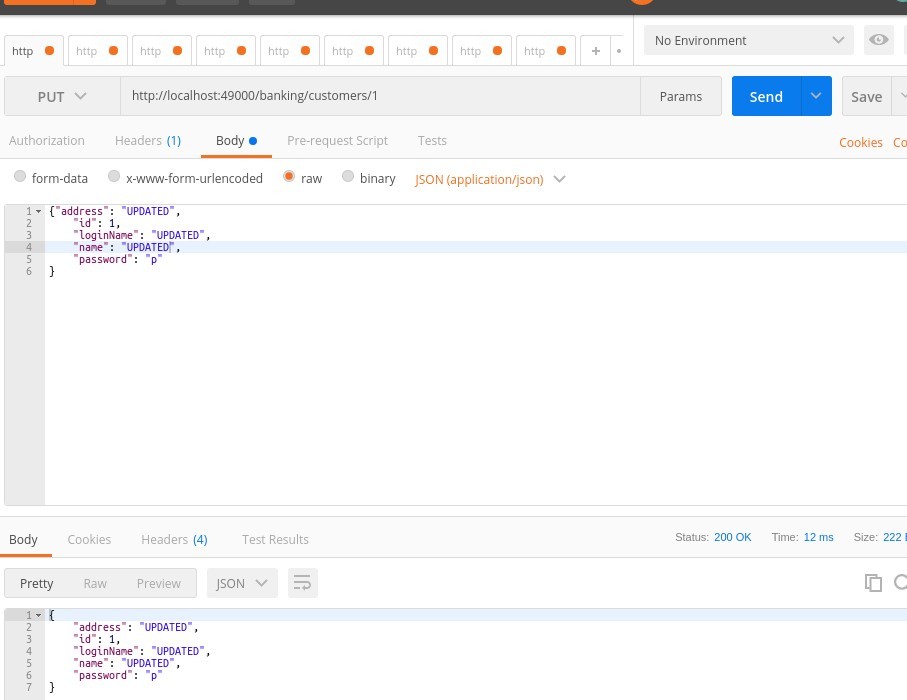 http http http http http http http http http + No Environment
PUT http://localhost:49000/banking/customers/1 Params Send Save
Authorization Headers (1) Body Pre-request Script Tests Cookies Co
form-data x-www-form-urlencoded raw binary JSON (application/json)
1 {"address": "UPDATED",
2 "id": 1,
3 "loginName": "UPDATED",
4 "name": "UPDATED",
5 "password": "p"
6 }
Body Cookies Headers (4) Test Results Status: 200 OK Time: 12 ms Size: 222
Pretty Raw Preview JSON
1 {
2 "address": "UPDATED",
3 "id": 1,
4 "loginName": "UPDATED",
5 "name": "UPDATED",
6 "password": "p"
7 }